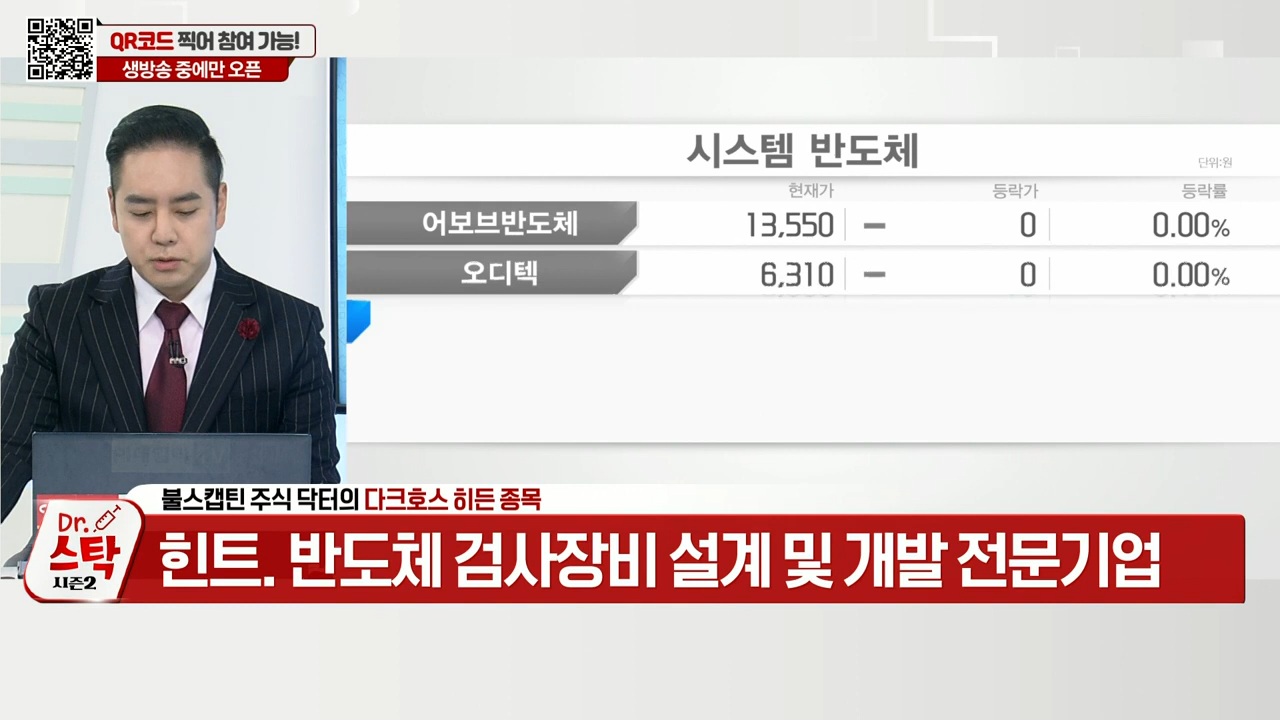 QR코드 찍어 참여 가능!
생방송 중에만 오픈
시스템 반도체
단위:원
현재가 등락가 등락률
어보브반도체 13,550 0 0.00%
오디텍 6,310 0 0.00%
불스캡틴 주식 닥터의 다크호스 히든 종목
Dr.
스탁
시즌2
힌트. 반도체 검사장비 설계 및 개발 전문기업